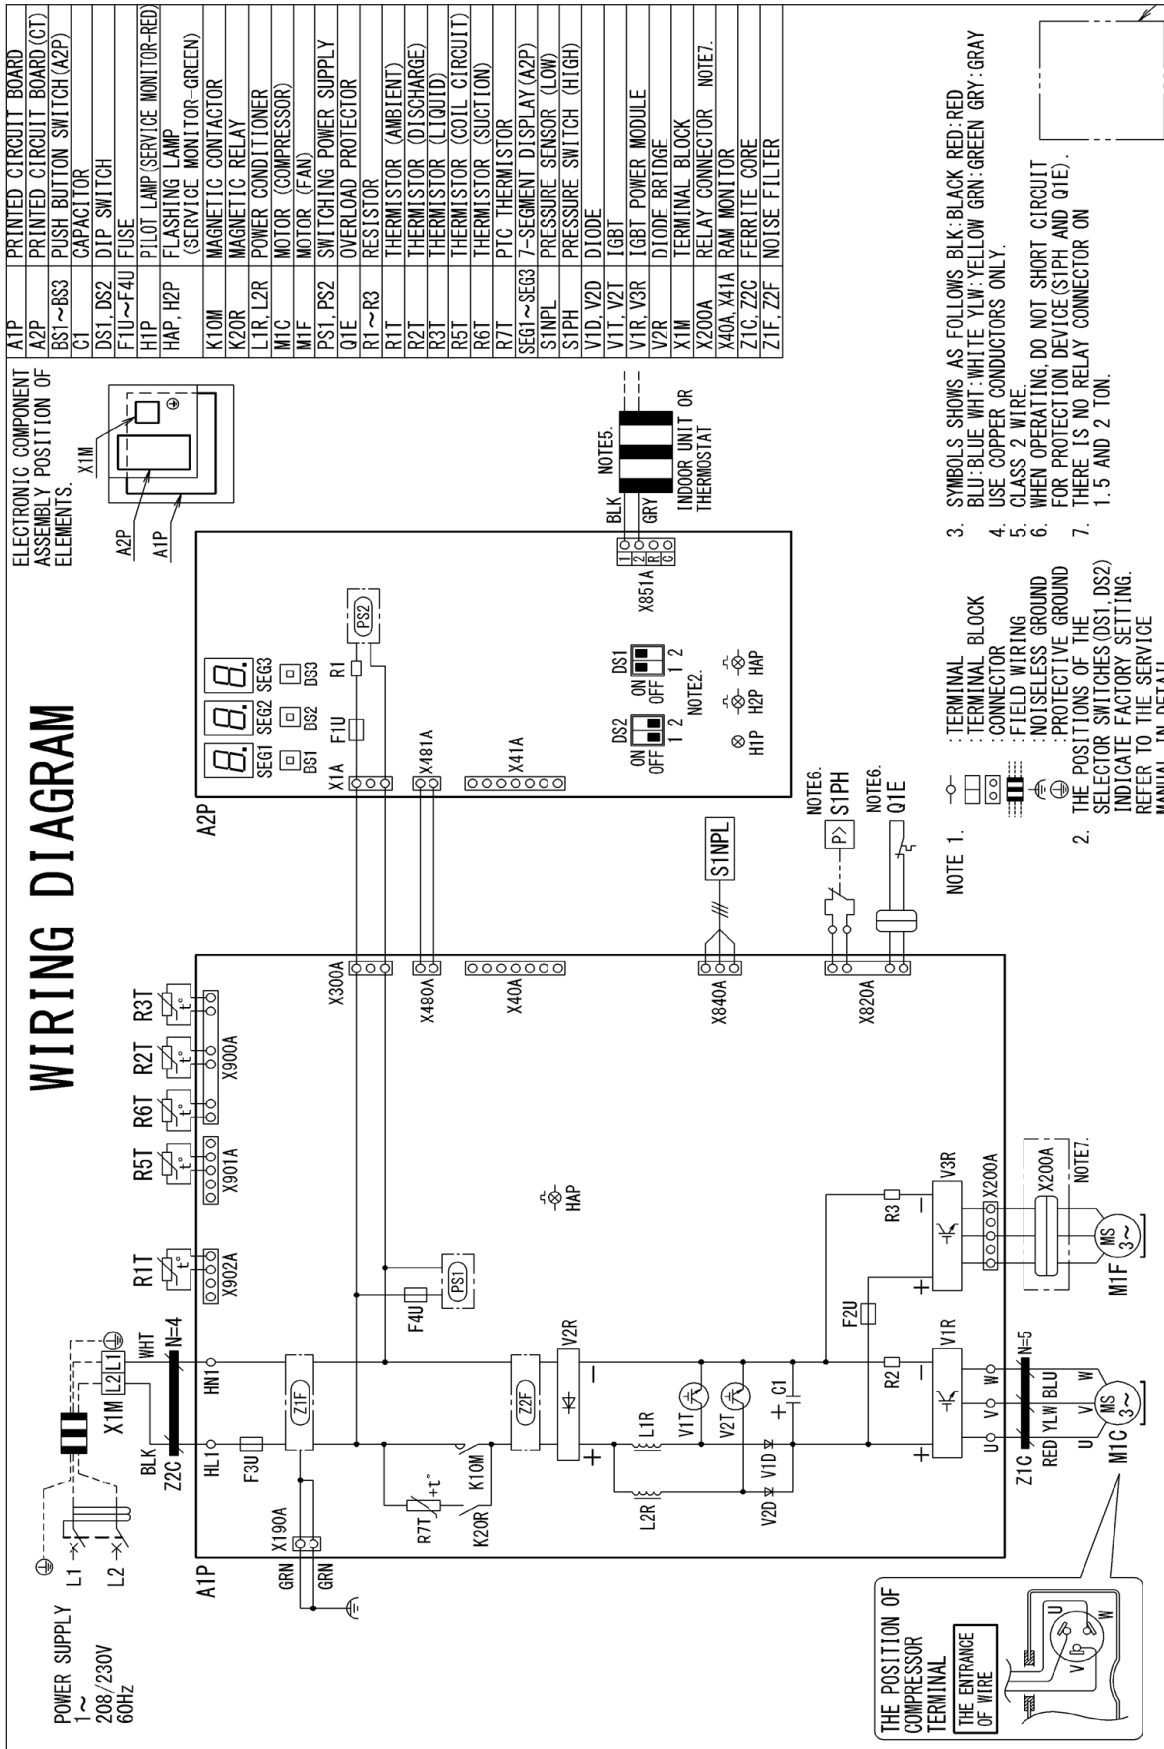 WIRING DIAGRAM
POWER SUPPLY
1~
208/230V
60Hz
L1
L2
X1M
L2 L1
BLK
WHT
Z2C
N=4
HL1
HN1
R1T
t°
X902A
R5T
t°
X901A
R6T
t°
R2T
t°
R3T
t°
X900A
A1P
X190A
GRN
GRN
F3U
Z1F
F4U
PS1
HAP
R7T
+t°
K20R
K10M
Z2F
V2R
+
−
L2R
L1R
V1T
V2T
V2D
V1D
+
C1
F2U
R2
R3
+
−
V1R
+
−
V3R
U
V
W
Z1C
N=5
RED
YLW
BLU
U
V
W
MS
3~
M1C
X200A
X200A
NOTE7.
MS
3~
M1F
X300A
X480A
X40A
X840A
X820A
S1NPL
NOTE6.
S1PH
P>
NOTE6.
Q1E
A2P
SEG1
SEG2
SEG3
BS1
BS2
BS3
X1A
F1U
R1
PS2
X481A
X41A
DS2
ON
OFF
1 2
DS1
ON
OFF
1 2
NOTE2.
H1P
H2P
HAP
X851A
1
2
R
C
BLK
GRY
NOTE5.
INDOOR UNIT OR
THERMOSTAT
ELECTRONIC COMPONENT
ASSEMBLY POSITION OF
ELEMENTS.
A2P
X1M
A1P
THE POSITION OF
COMPRESSOR
TERMINAL
THE ENTRANCE
OF WIRE
U
V
W
A1P PRINTED CIRCUIT BOARD
A2P PRINTED CIRCUIT BOARD(CT)
BS1~BS3 PUSH BUTTON SWITCH(A2P)
C1 CAPACITOR
DS1, DS2 DIP SWITCH
F1U~F4U FUSE
H1P PILOT LAMP(SERVICE MONITOR-RED)
HAP, H2P FLASHING LAMP
(SERVICE MONITOR-GREEN)
K10M MAGNETIC CONTACTOR
K20R MAGNETIC RELAY
L1R, L2R POWER CONDITIONER
M1C MOTOR (COMPRESSOR)
M1F MOTOR (FAN)
PS1, PS2 SWITCHING POWER SUPPLY
Q1E OVERLOAD PROTECTOR
R1~R3 RESISTOR
R1T THERMISTOR (AMBIENT)
R2T THERMISTOR (DISCHARGE)
R3T THERMISTOR (LIQUID)
R5T THERMISTOR (COIL CIRCUIT)
R6T THERMISTOR (SUCTION)
R7T PTC THERMISTOR
SEG1~SEG3 7-SEGMENT DISPLAY(A2P)
S1NPL PRESSURE SENSOR (LOW)
S1PH PRESSURE SWITCH (HIGH)
V1D, V2D DIODE
V1T, V2T IGBT
V1R, V3R IGBT POWER MODULE
V2R DIODE BRIDGE
X1M TERMINAL BLOCK
X200A RELAY CONNECTOR NOTE7.
X40A, X41A RAM MONITOR
Z1C, Z2C FERRITE CORE
Z1F, Z2F NOISE FILTER
NOTE 1.
:TERMINAL
:TERMINAL BLOCK
:CONNECTOR
:FIELD WIRING
:NOISELESS GROUND
:PROTECTIVE GROUND
2. THE POSITIONS OF THE
SELECTOR SWITCHES(DS1, DS2)
INDICATE FACTORY SETTING.
REFER TO THE SERVICE
MANUAL IN DETAIL
3. SYMBOLS SHOWS AS FOLLOWS BLK:BLACK RED:RED
BLU:BLUE WHT:WHITE YLW:YELLOW GRN:GREEN GRY:GRAY
4. USE COPPER CONDUCTORS ONLY.
5. CLASS 2 WIRE.
6. WHEN OPERATING, DO NOT SHORT CIRCUIT
FOR PROTECTION DEVICE(S1PH AND Q1E).
7. THERE IS NO RELAY CONNECTOR ON
1.5 AND 2 TON.